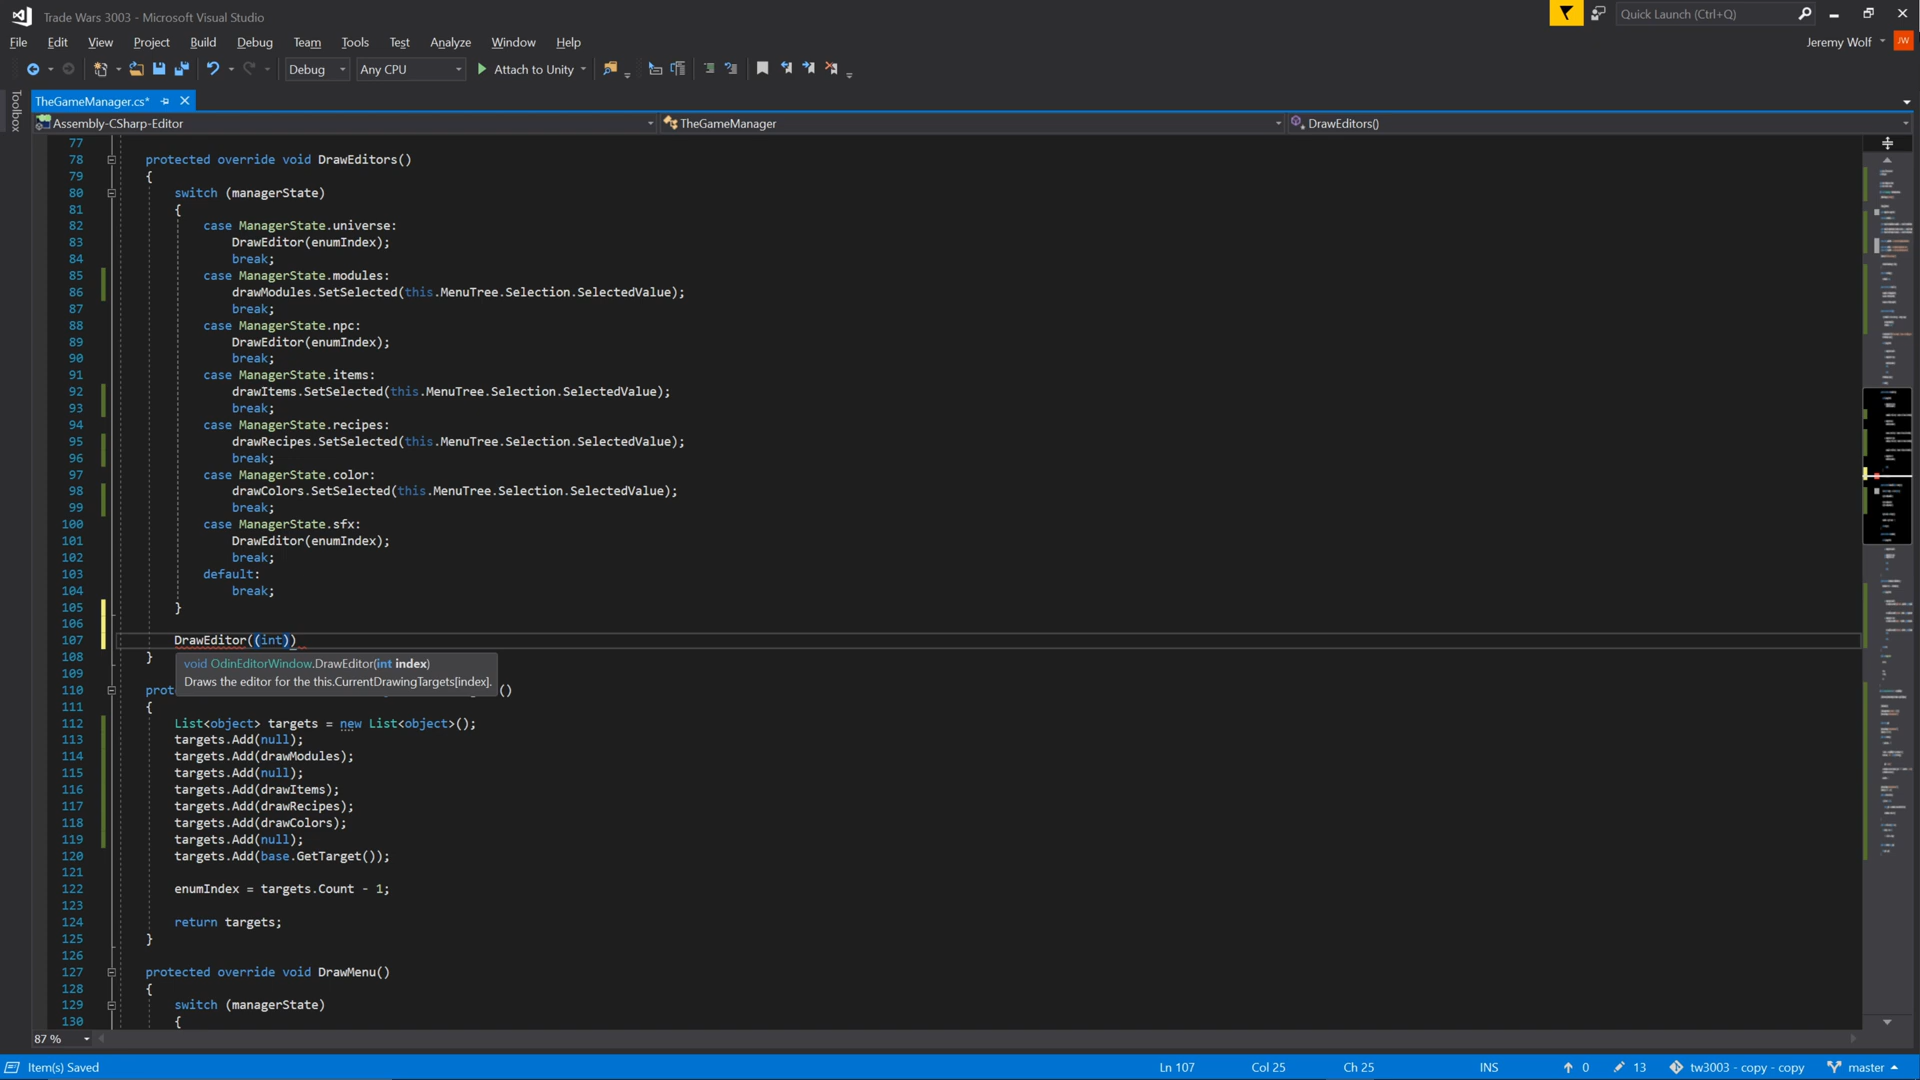 Trade Wars 3003 - Microsoft Visual Studio
Quick Launch (Ctrl+Q)
File Edit View Project Build Debug Team Tools Test Analyze Window Help
Jeremy Wolf JW
Debug Any CPU Attach to Unity
Toolbox
TheGameManager.cs*
Assembly-CSharp-Editor TheGameManager DrawEditors()
77
78 protected override void DrawEditors()
79 {
80 switch (managerState)
81 {
82 case ManagerState.universe:
83 DrawEditor(enumIndex);
84 break;
85 case ManagerState.modules:
86 drawModules.SetSelected(this.MenuTree.Selection.SelectedValue);
87 break;
88 case ManagerState.npc:
89 DrawEditor(enumIndex);
90 break;
91 case ManagerState.items:
92 drawItems.SetSelected(this.MenuTree.Selection.SelectedValue);
93 break;
94 case ManagerState.recipes:
95 drawRecipes.SetSelected(this.MenuTree.Selection.SelectedValue);
96 break;
97 case ManagerState.color:
98 drawColors.SetSelected(this.MenuTree.Selection.SelectedValue);
99 break;
100 case ManagerState.sfx:
101 DrawEditor(enumIndex);
102 break;
103 default:
104 break;
105 }
106
107 DrawEditor((int))
108 }
void OdinEditorWindow.DrawEditor(int index)
109
Draws the editor for the this.CurrentDrawingTargets[index].
110 prot ()
111 {
112 List<object> targets = new List<object>();
113 targets.Add(null);
114 targets.Add(drawModules);
115 targets.Add(null);
116 targets.Add(drawItems);
117 targets.Add(drawRecipes);
118 targets.Add(drawColors);
119 targets.Add(null);
120 targets.Add(base.GetTarget());
121
122 enumIndex = targets.Count - 1;
123
124 return targets;
125 }
126
127 protected override void DrawMenu()
128 {
129 switch (managerState)
130 {
87 %
Item(s) Saved Ln 107 Col 25 Ch 25 INS 0 13 tw3003 - copy - copy master